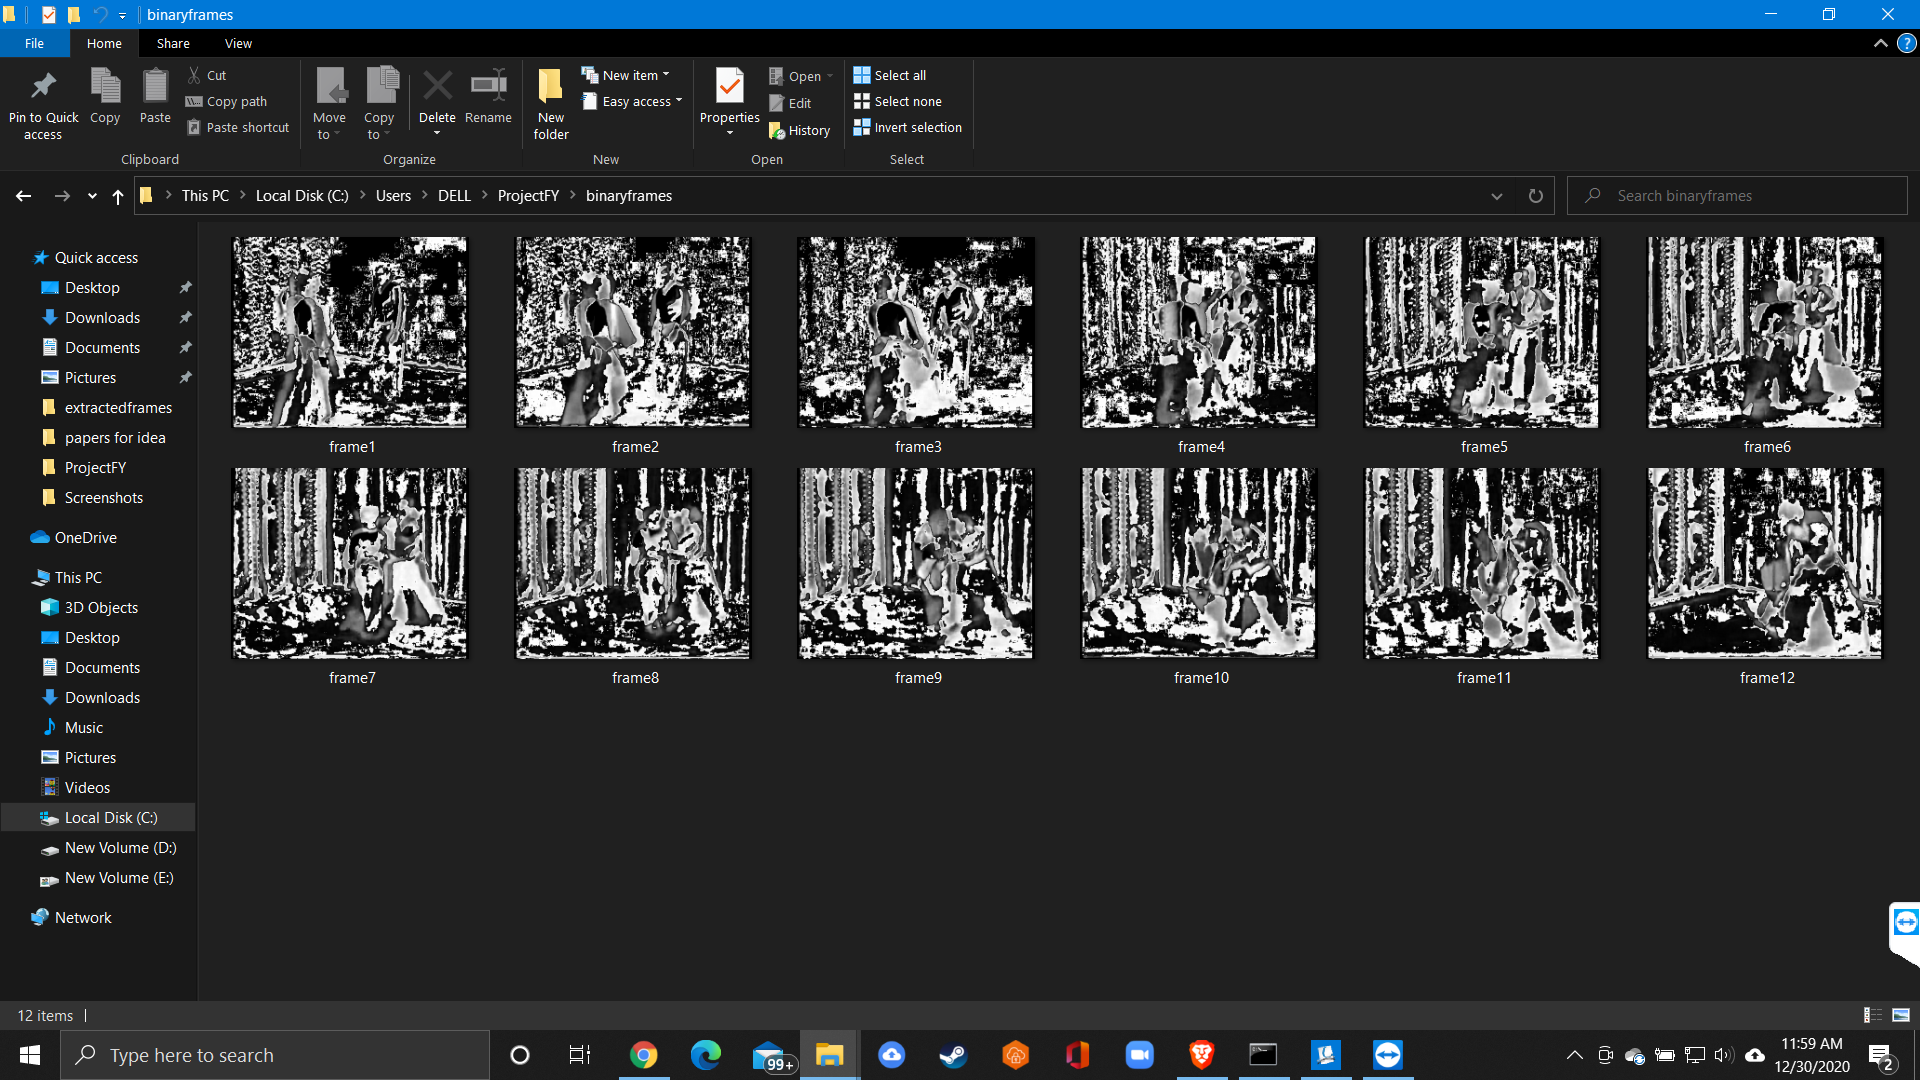 binaryframes
File Home Share View
Pin to Quick access
Copy
Paste
Cut
Copy path
Paste shortcut
Clipboard
Move to
Copy to
Delete
Rename
Organize
New folder
New item
Easy access
New
Properties
Open
Edit
History
Open
Select all
Select none
Invert selection
Select
This PC > Local Disk (C:) > Users > DELL > ProjectFY > binaryframes
Search binaryframes
Quick access
Desktop
Downloads
Documents
Pictures
extractedframes
papers for idea
ProjectFY
Screenshots
OneDrive
This PC
3D Objects
Desktop
Documents
Downloads
Music
Pictures
Videos
Local Disk (C:)
New Volume (D:)
New Volume (E:)
Network
frame1 frame2 frame3 frame4 frame5 frame6
frame7 frame8 frame9 frame10 frame11 frame12
12 items
Type here to search
99+
11:59 AM
12/30/2020
2